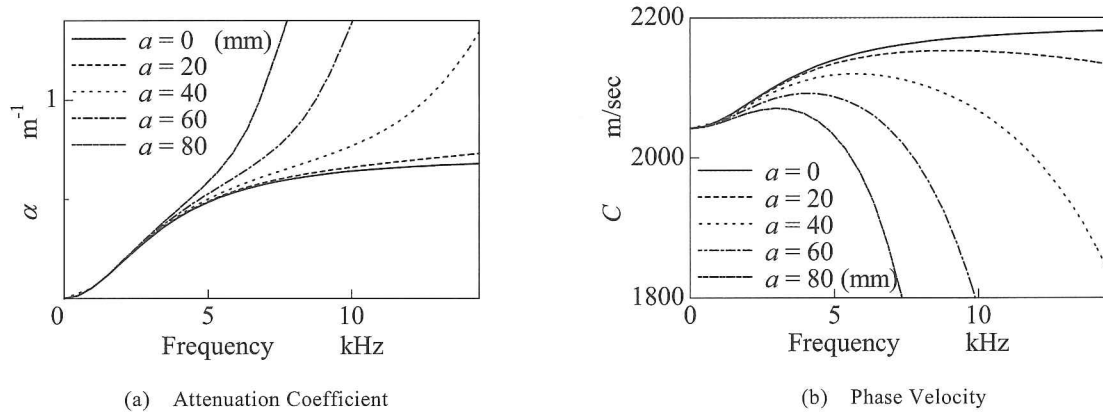 a = 0 (mm)
a = 20
a = 40
a = 60
a = 80
1
m⁻¹
α
0
5
10
Frequency
kHz
(a) Attenuation Coefficient
2200
m/sec
2000
C
1800
a = 0
a = 20
a = 40
a = 60
a = 80 (mm)
0
5
10
Frequency
kHz
(b) Phase Velocity